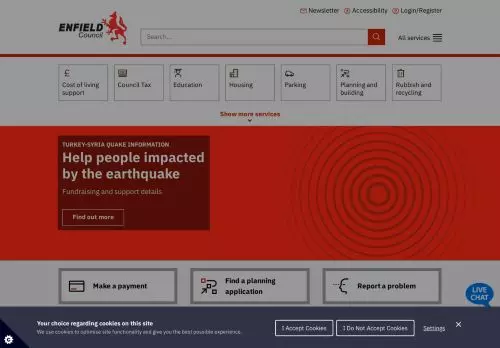 Newsletter Accessibility Login/Register
ENFIELD
Council
Search...
All services
Cost of living
support
Council Tax
Education
Housing
Parking
Planning and
building
Rubbish and
recycling
Show more services
TURKEY-SYRIA QUAKE INFORMATION
Help people impacted
by the earthquake
Fundraising and support details
Find out more
Make a payment
Find a planning
application
Report a problem
LIVE
CHAT
Your choice regarding cookies on this site
We use cookies to optimise site functionality and give you the best possible experience.
I Accept Cookies
I Do Not Accept Cookies
Settings